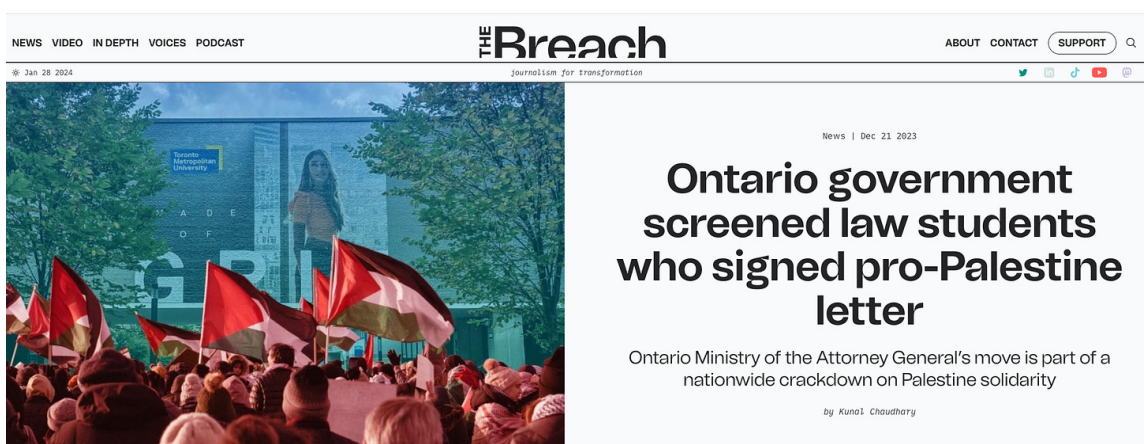 NEWS VIDEO IN DEPTH VOICES PODCAST
THE Breach
ABOUT CONTACT SUPPORT
Jan 28 2024
journalism for transformation
Toronto
Metropolitan
University
MADE
OF
GRI
News | Dec 21 2023
Ontario government
screened law students
who signed pro-Palestine
letter
Ontario Ministry of the Attorney General's move is part of a
nationwide crackdown on Palestine solidarity
by Kunal Chaudhary